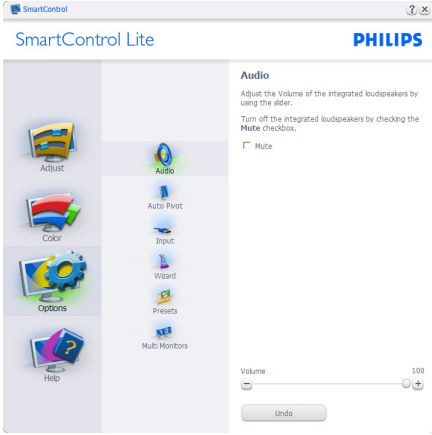 SmartControl
SmartControl Lite
PHILIPS
Adjust
Color
Options
Help
Audio
Auto Pivot
Input
Wizard
Presets
Multi Monitors
Audio
Adjust the Volume of the integrated loudspeakers by
using the slider.
Turn off the integrated loudspeakers by checking the
Mute checkbox.
Mute
Volume 100
Undo